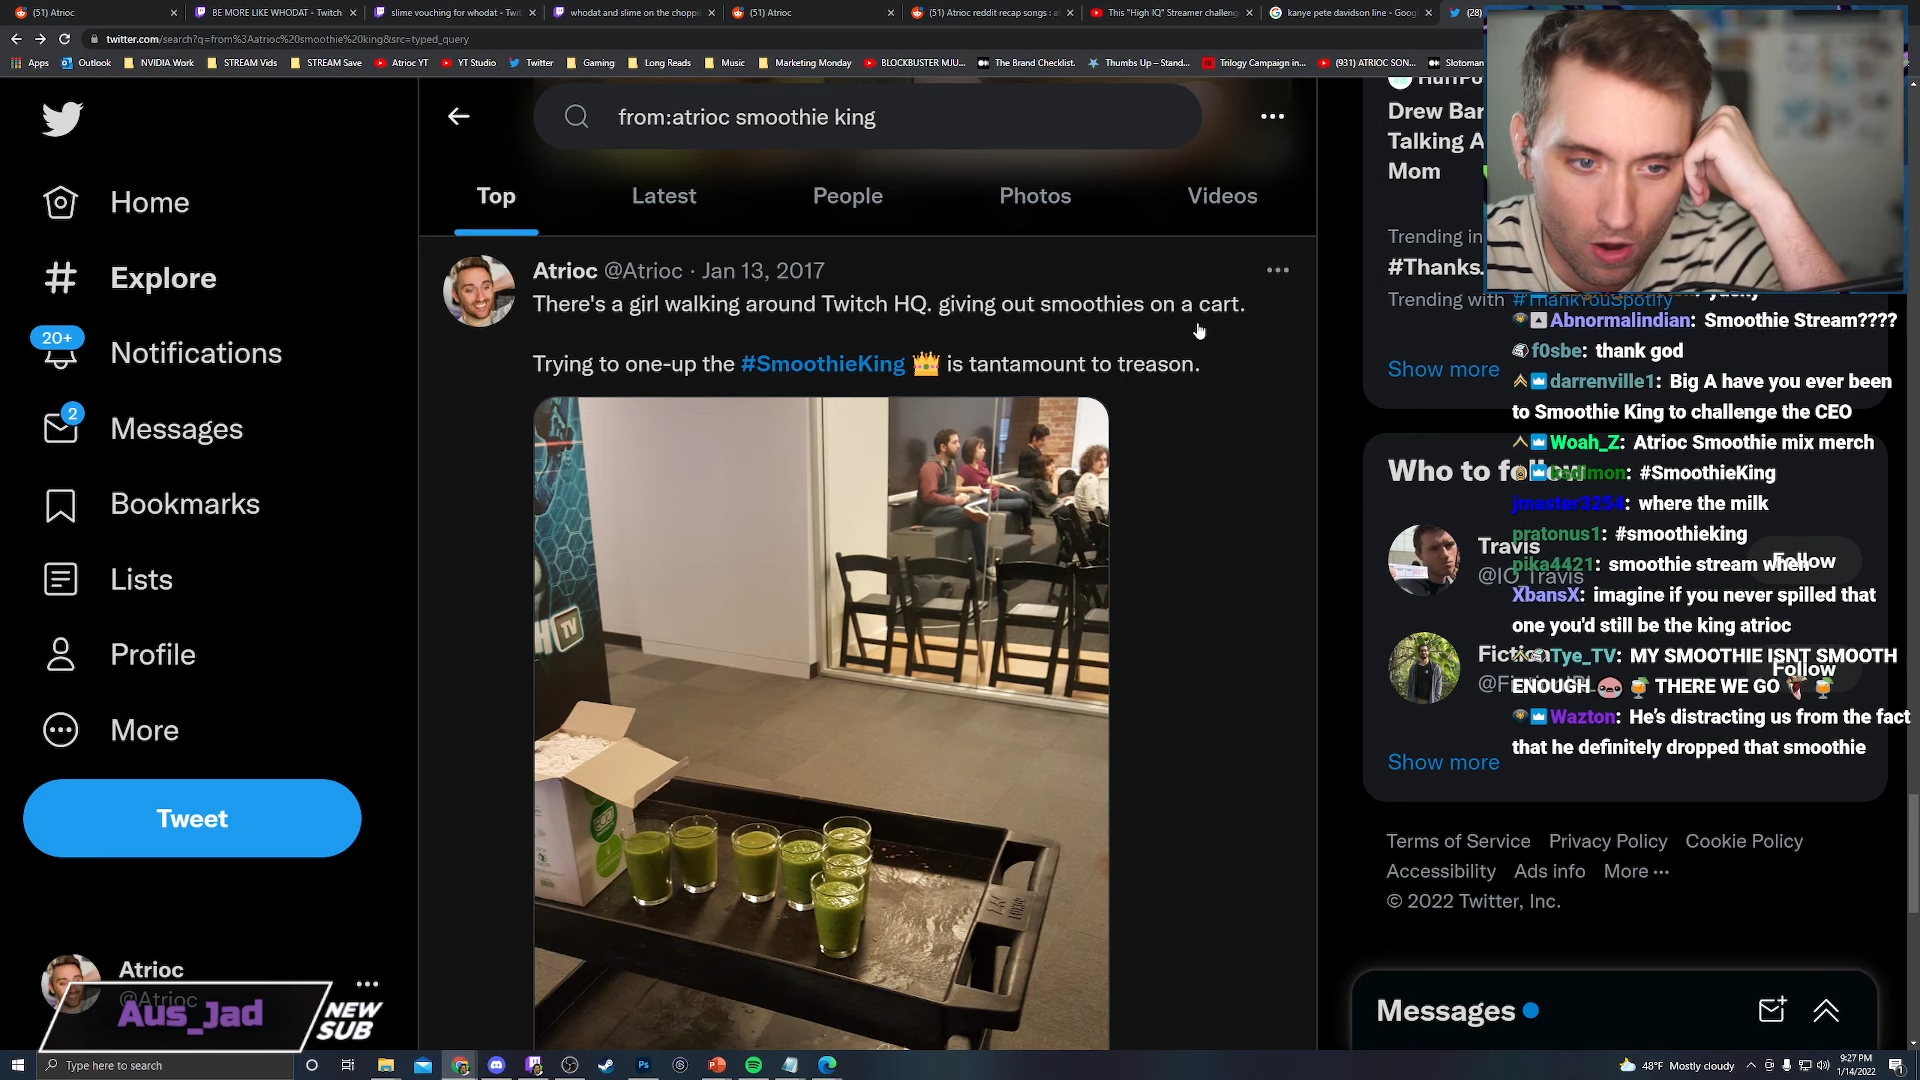 (51) Atrioc
BE MORE LIKE WHODAT - Twitch
slime vouching for whodat - Twi
whodat and slime on the choppe
(51) Atrioc
(51) Atrioc reddit recap songs : a
This "High IQ" Streamer challeng
kanye pete davidson line - Goog
(28)
twitter.com/search?q=from%3Aatrioc%20smoothie%20king&src=typed_query
Apps
Outlook
NVIDIA Work
STREAM Vids
STREAM Save
Atrioc YT
YT Studio
Twitter
Gaming
Long Reads
Music
Marketing Monday
BLOCKBUSTER MJU...
The Brand Checklist.
Thumbs Up – Stand...
Trilogy Campaign in...
(931) ATRIOC SON...
Slotoman
from:atrioc smoothie king
Top
Latest
People
Photos
Videos
Home
Explore
20+
Notifications
2
Messages
Bookmarks
Lists
Profile
More
Tweet
Atrioc
@Atrioc
Aus_Jad
NEW
SUB
Atrioc @Atrioc · Jan 13, 2017
There's a girl walking around Twitch HQ. giving out smoothies on a cart.
Trying to one-up the #SmoothieKing 👑 is tantamount to treason.
TV
eco
Drew Bar
Talking A
Mom
Trending in
#Thanks.
Trending with #ThankYouSpotify
Show more
Who to follow
Travis
@IO_Travis
Follow
Follow
Show more
Abnormalindian: Smoothie Stream????
f0sbe: thank god
darrenville1: Big A have you ever been
to Smoothie King to challenge the CEO
Woah_Z: Atrioc Smoothie mix merch
#SmoothieKing
jmaster3254: where the milk
pratonus1: #smoothieking
pika4421: smoothie stream when
XbansX: imagine if you never spilled that
one you'd still be the king atrioc
Tye_TV: MY SMOOTHIE ISNT SMOOTH
ENOUGH THERE WE GO
Wazton: He's distracting us from the fact
that he definitely dropped that smoothie
Terms of Service Privacy Policy Cookie Policy
Accessibility Ads info More ···
© 2022 Twitter, Inc.
Messages
Type here to search
Ps
48°F Mostly cloudy
9:27 PM
1/14/2022